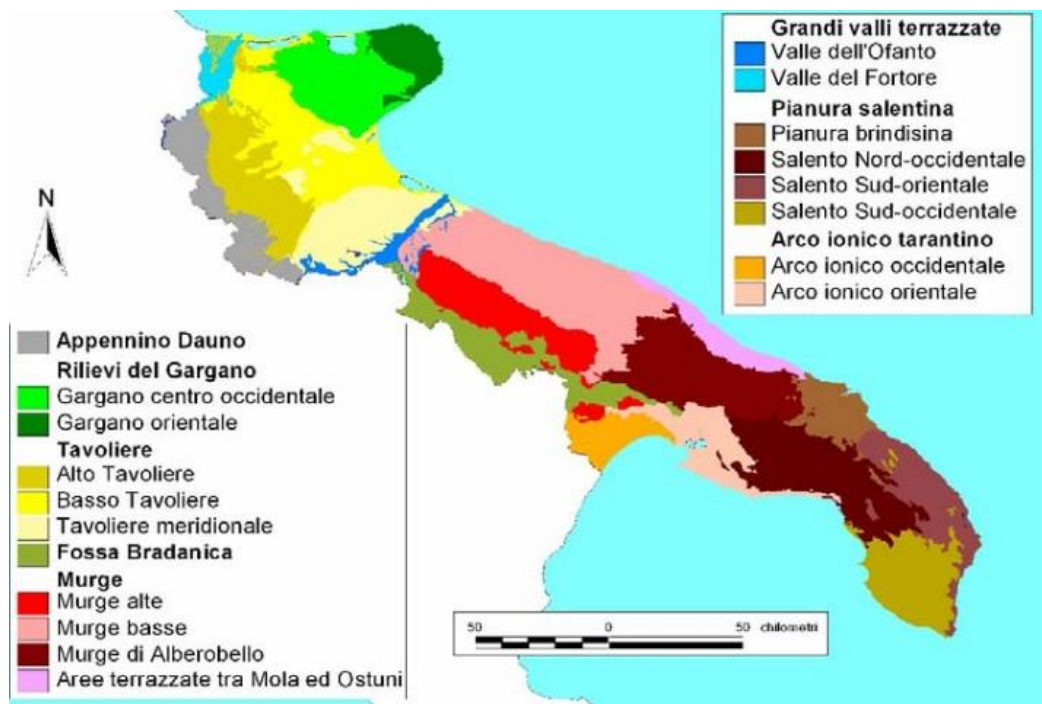 Grandi valli terrazzate
Valle dell'Ofanto
Valle del Fortore
Pianura salentina
Pianura brindisina
Salento Nord-occidentale
Salento Sud-orientale
Salento Sud-occidentale
Arco ionico tarantino
Arco ionico occidentale
Arco ionico orientale
N
Appennino Dauno
Rilievi del Gargano
Gargano centro occidentale
Gargano orientale
Tavoliere
Alto Tavoliere
Basso Tavoliere
Tavoliere meridionale
Fossa Bradanica
Murge
Murge alte
Murge basse
Murge di Alberobello
Aree terrazzate tra Mola ed Ostuni
50 0 50 chilometri